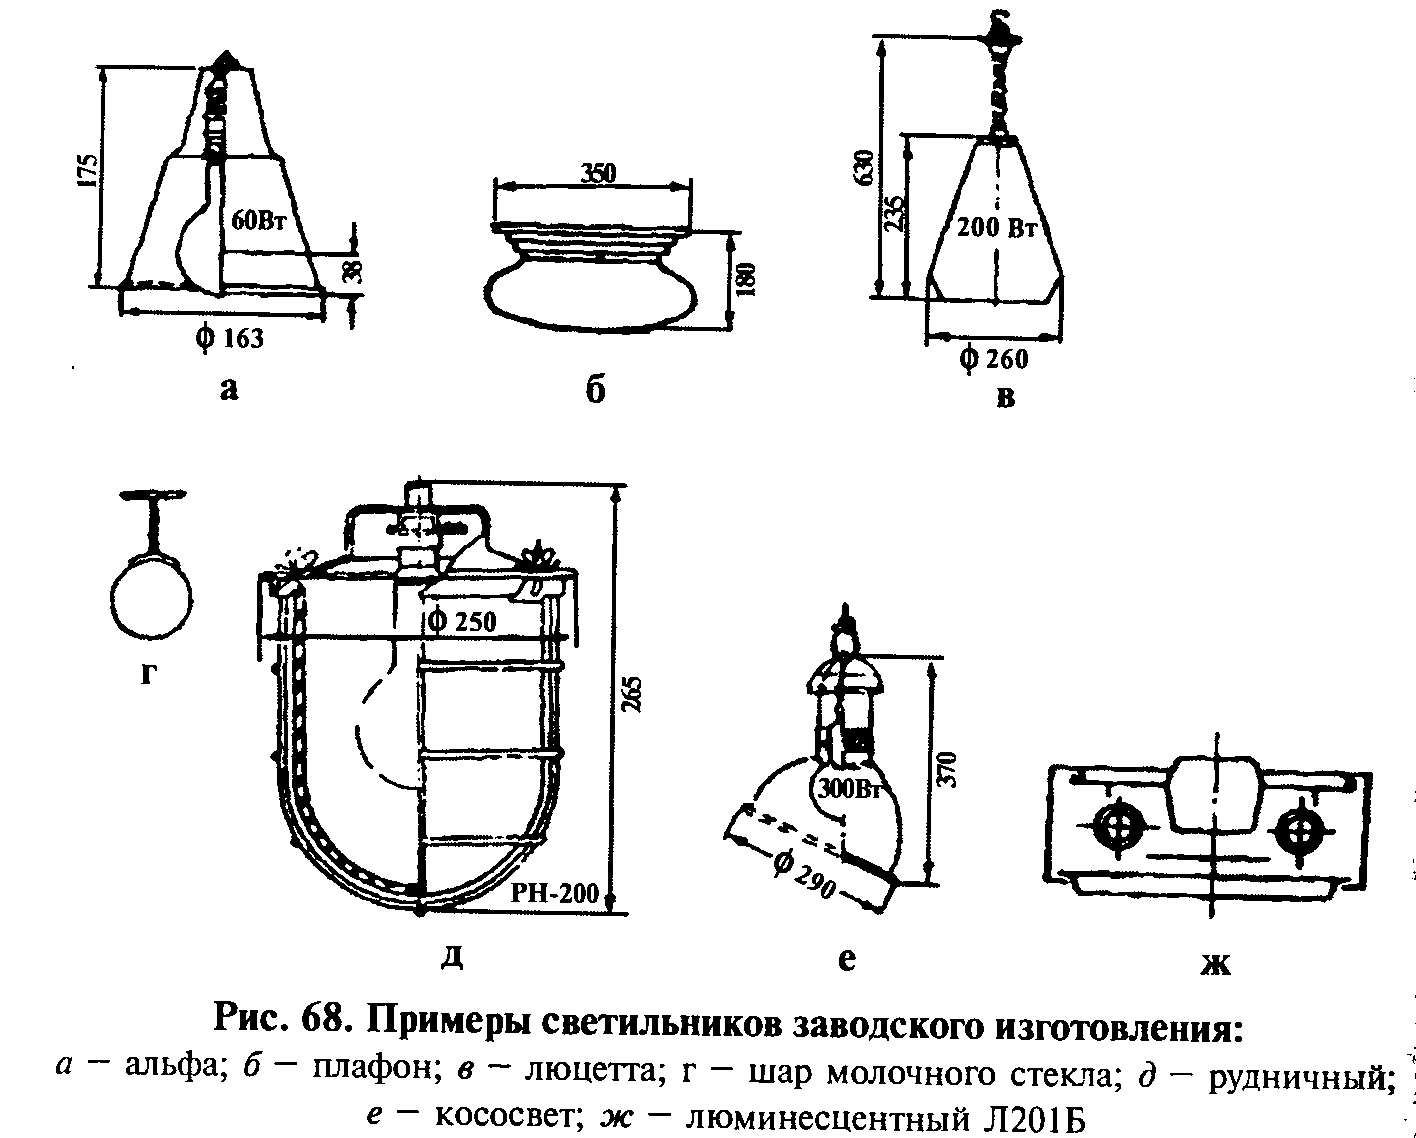 175
60Вт
38
ф 163
а
350
180
б
630
235
200 Вт
ф 260
в
г
ф 250
265
РН-200
д
300Вт
370
ф 290
е
ж
Рис. 68. Примеры светильников заводского изготовления:
а — альфа; б — плафон; в — люцетта; г — шар молочного стекла; д — рудничный;
е — кососвет; ж — люминесцентный Л201Б